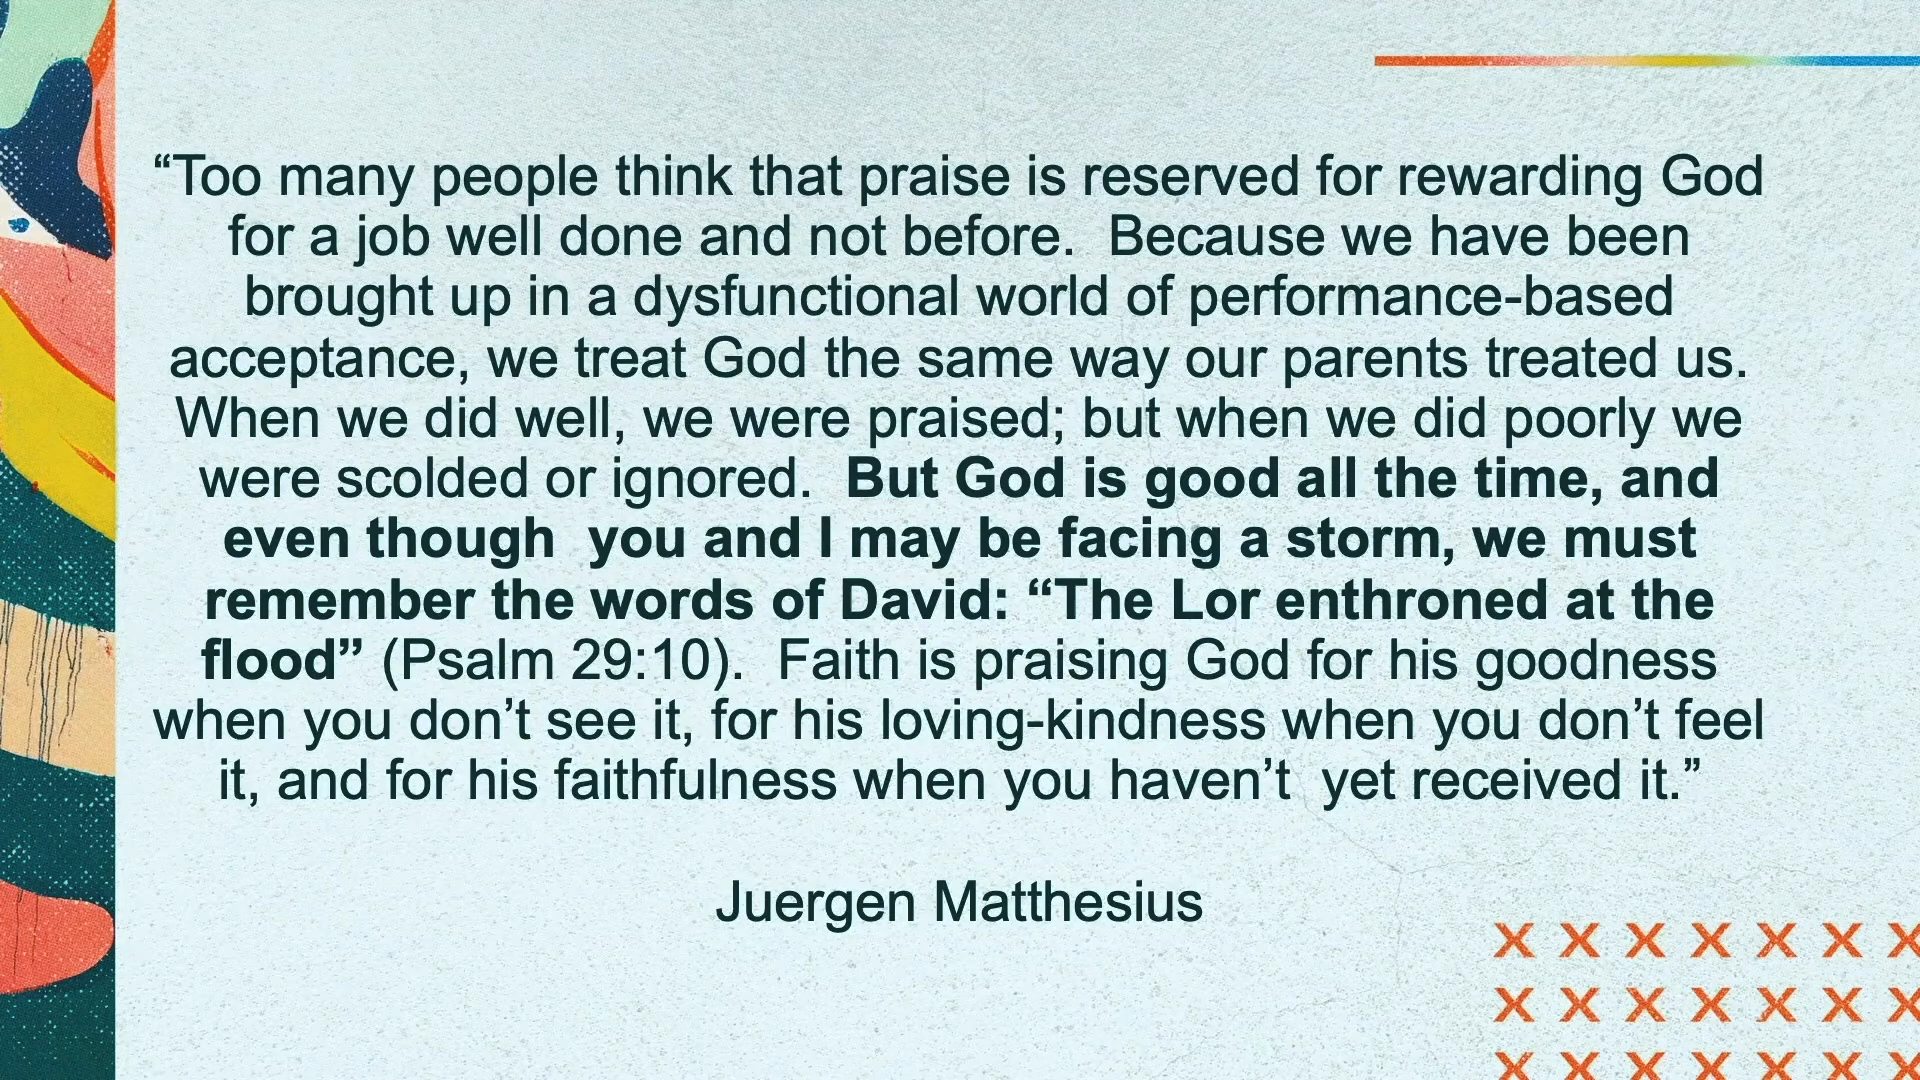 “Too many people think that praise is reserved for rewarding God
for a job well done and not before.  Because we have been
brought up in a dysfunctional world of performance-based
acceptance, we treat God the same way our parents treated us.
When we did well, we were praised; but when we did poorly we
were scolded or ignored.  But God is good all the time, and
even though  you and I may be facing a storm, we must
remember the words of David: “The Lor enthroned at the
flood” (Psalm 29:10).  Faith is praising God for his goodness
when you don’t see it, for his loving-kindness when you don’t feel
it, and for his faithfulness when you haven’t  yet received it.”
Juergen Matthesius
x x x x x x x
x x x x x x x
x x x x x x x